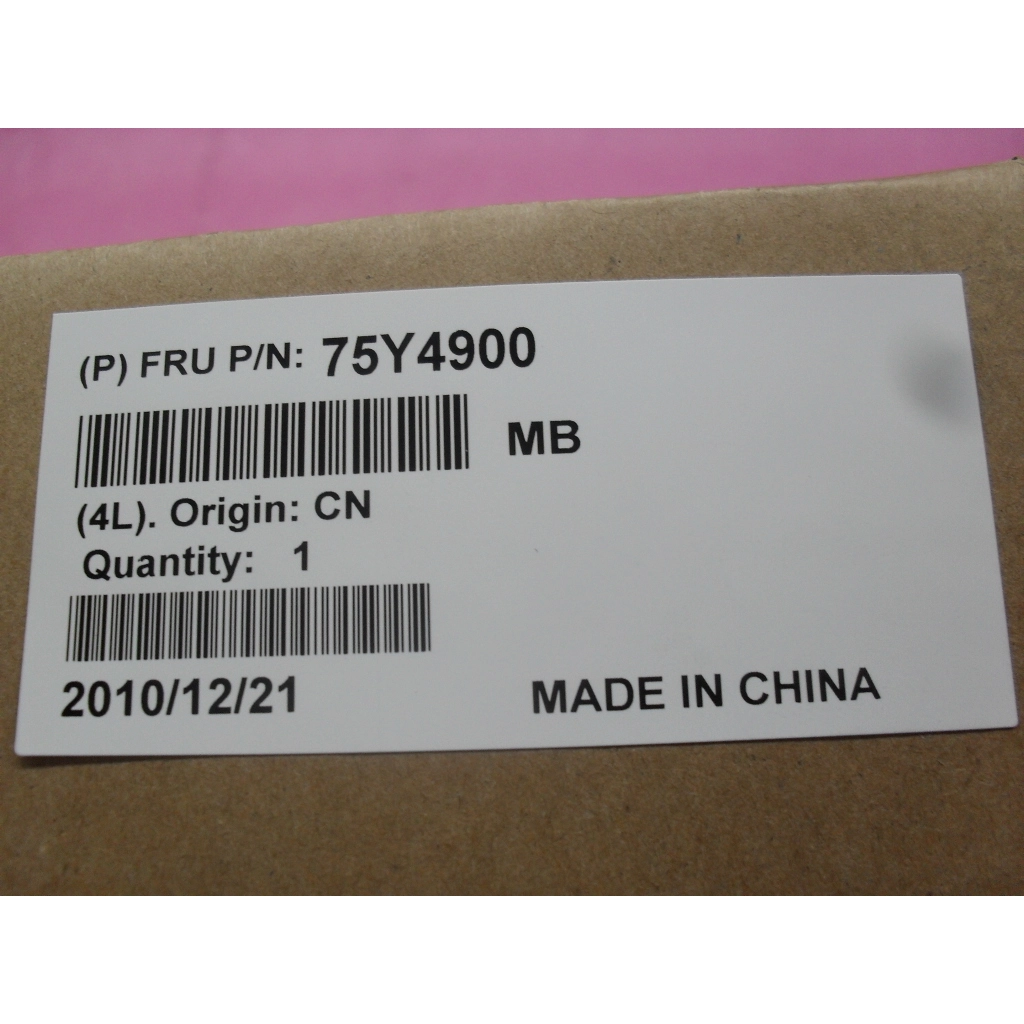 (P) FRU P/N: 75Y4900
MB
(4L). Origin: CN
Quantity: 1
2010/12/21
MADE IN CHINA